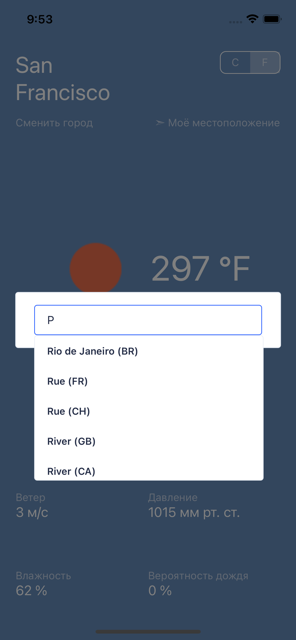 9:53
San
Francisco
C F
Сменить город
Моё местоположение
297 °F
Р
Rio de Janeiro (BR)
Rue (FR)
Rue (CH)
River (GB)
River (CA)
Ветер
3 м/с
Давление
1015 мм рт. ст.
Влажность
62 %
Вероятность дождя
0 %